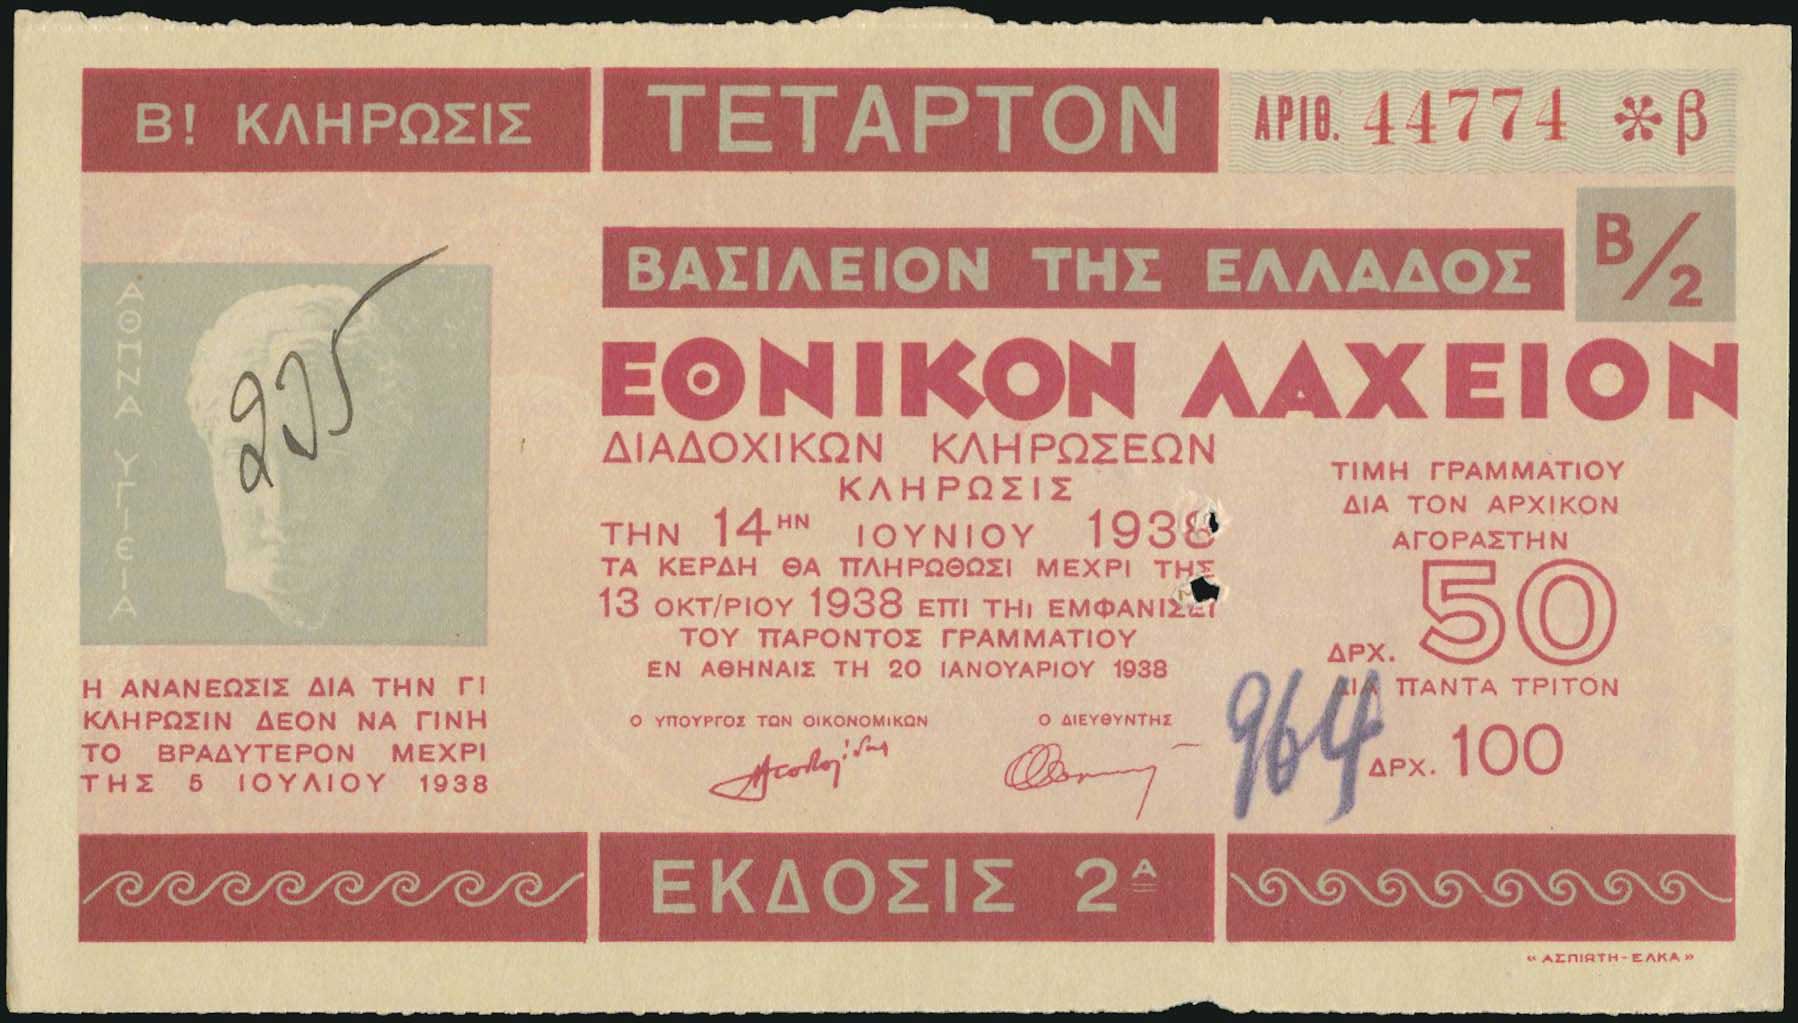 Β! ΚΛΗΡΩΣΙΣ
ΤΕΤΑΡΤΟΝ
ΑΡΙΘ. 44774 * β
ΒΑΣΙΛΕΙΟΝ ΤΗΣ ΕΛΛΑΔΟΣ
Β/2
ΕΘΝΙΚΟΝ ΛΑΧΕΙΟΝ
ΔΙΑΔΟΧΙΚΩΝ ΚΛΗΡΩΣΕΩΝ
ΚΛΗΡΩΣΙΣ
ΤΗΝ 14ΗΝ ΙΟΥΝΙΟΥ 1938
ΤΑ ΚΕΡΔΗ ΘΑ ΠΛΗΡΩΘΩΣΙ ΜΕΧΡΙ ΤΗΣ
13 ΟΚΤ/ΡΙΟΥ 1938 ΕΠΙ ΤΗι ΕΜΦΑΝΙΣΕΙ
ΤΟΥ ΠΑΡΟΝΤΟΣ ΓΡΑΜΜΑΤΙΟΥ
ΕΝ ΑΘΗΝΑΙΣ ΤΗ 20 ΙΑΝΟΥΑΡΙΟΥ 1938
Ο ΥΠΟΥΡΓΟΣ ΤΩΝ ΟΙΚΟΝΟΜΙΚΩΝ
Ο ΔΙΕΥΘΥΝΤΗΣ
ΤΙΜΗ ΓΡΑΜΜΑΤΙΟΥ
ΔΙΑ ΤΟΝ ΑΡΧΙΚΟΝ
ΑΓΟΡΑΣΤΗΝ
ΔΡΧ. 50
ΔΙΑ ΠΑΝΤΑ ΤΡΙΤΟΝ
ΔΡΧ. 100
964
ΑΘΗΝΑ ΥΓΙΕΙΑ
Η ΑΝΑΝΕΩΣΙΣ ΔΙΑ ΤΗΝ Γ!
ΚΛΗΡΩΣΙΝ ΔΕΟΝ ΝΑ ΓΙΝΗ
ΤΟ ΒΡΑΔΥΤΕΡΟΝ ΜΕΧΡΙ
ΤΗΣ 5 ΙΟΥΛΙΟΥ 1938
ΕΚΔΟΣΙΣ 2Α
«ΑΣΠΙΩΤΗ-ΕΛΚΑ»